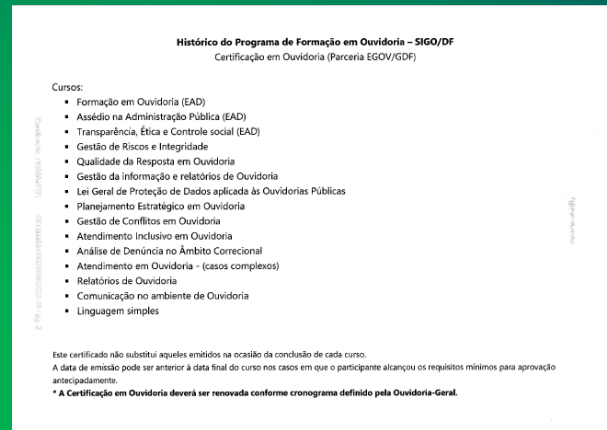 Histórico do Programa de Formação em Ouvidoria – SIGO/DF
Certificação em Ouvidoria (Parceria EGOV/GDF)
Cursos:
▪ Formação em Ouvidoria (EAD)
▪ Assédio na Administração Pública (EAD)
▪ Transparência, Ética e Controle social (EAD)
▪ Gestão de Riscos e Integridade
▪ Qualidade da Resposta em Ouvidoria
▪ Gestão da informação e relatórios de Ouvidoria
▪ Lei Geral de Proteção de Dados aplicada às Ouvidorias Públicas
▪ Planejamento Estratégico em Ouvidoria
▪ Gestão de Conflitos em Ouvidoria
▪ Atendimento Inclusivo em Ouvidoria
▪ Análise de Denúncia no Âmbito Correcional
▪ Atendimento em Ouvidoria - (casos complexos)
▪ Relatórios de Ouvidoria
▪ Comunicação no ambiente de Ouvidoria
▪ Linguagem simples
Este certificado não substitui aqueles emitidos na ocasião da conclusão de cada curso.
A data de emissão pode ser anterior à data final do curso nos casos em que o participante alcançou os requisitos mínimos para aprovação
antecipadamente.
* A Certificação em Ouvidoria deverá ser renovada conforme cronograma definido pela Ouvidoria-Geral.